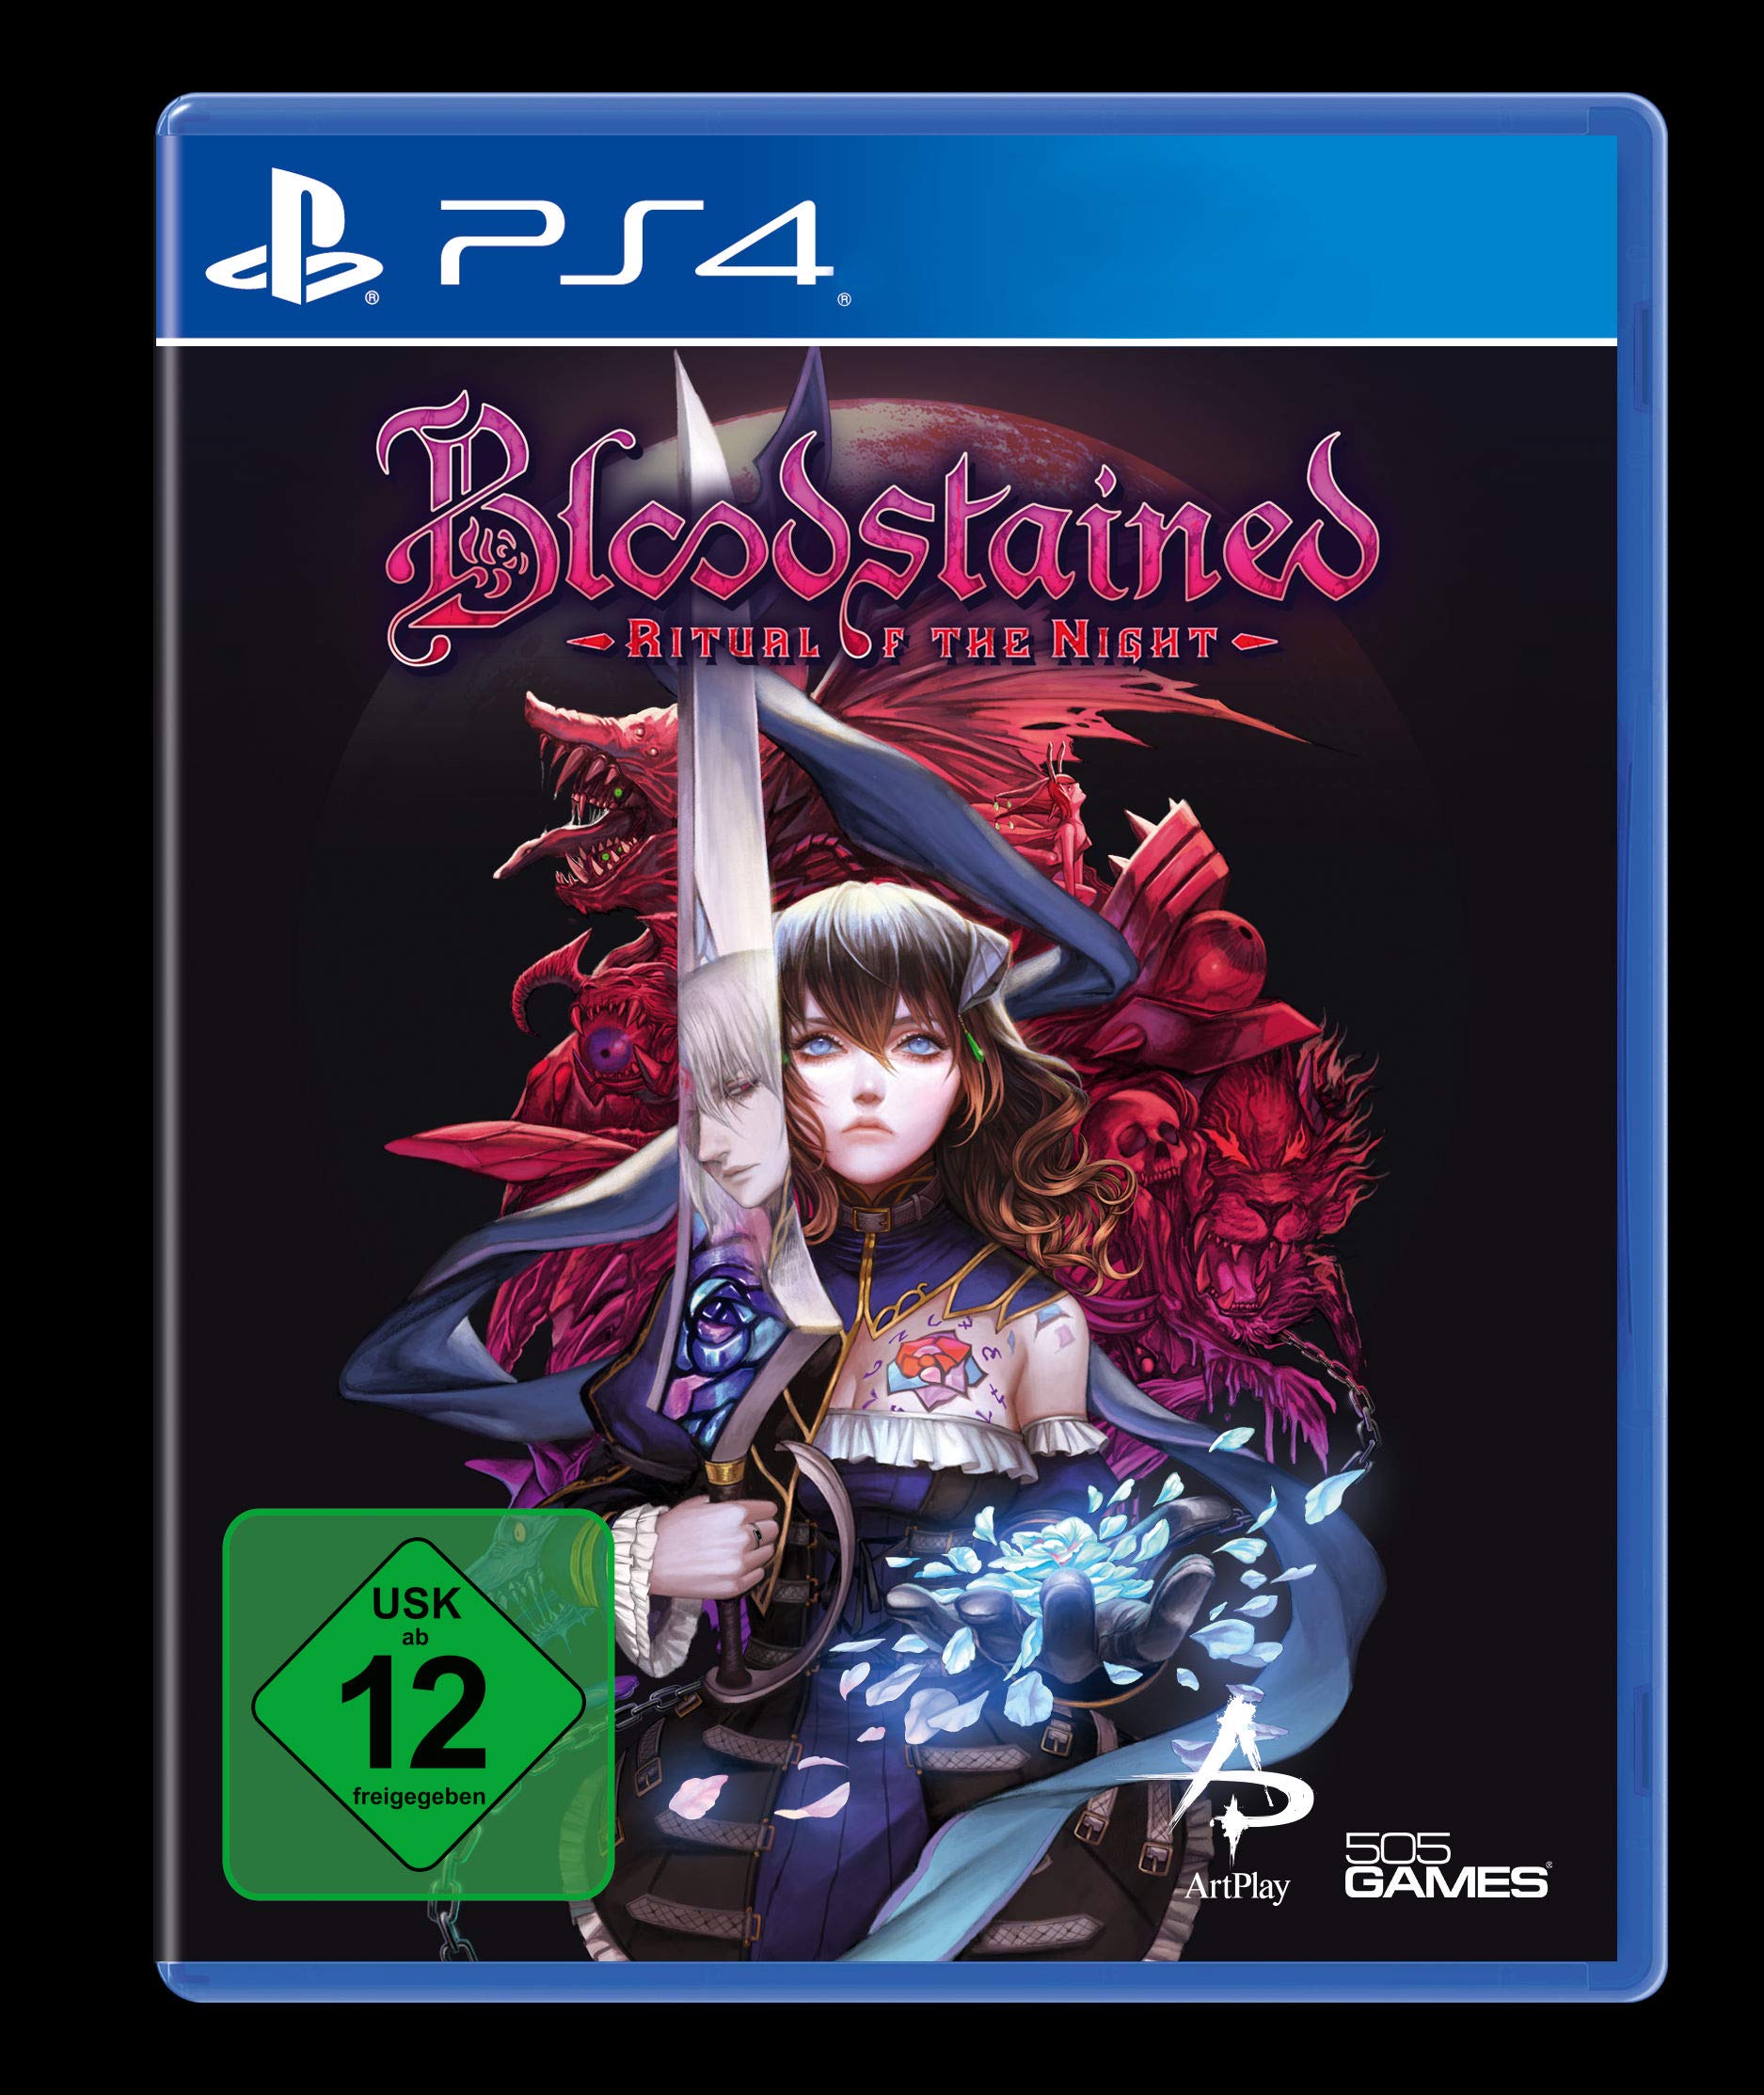 PS4
Bloodstained
RITUAL OF THE NIGHT
USK
ab
12
freigegeben
ArtPlay
505
GAMES